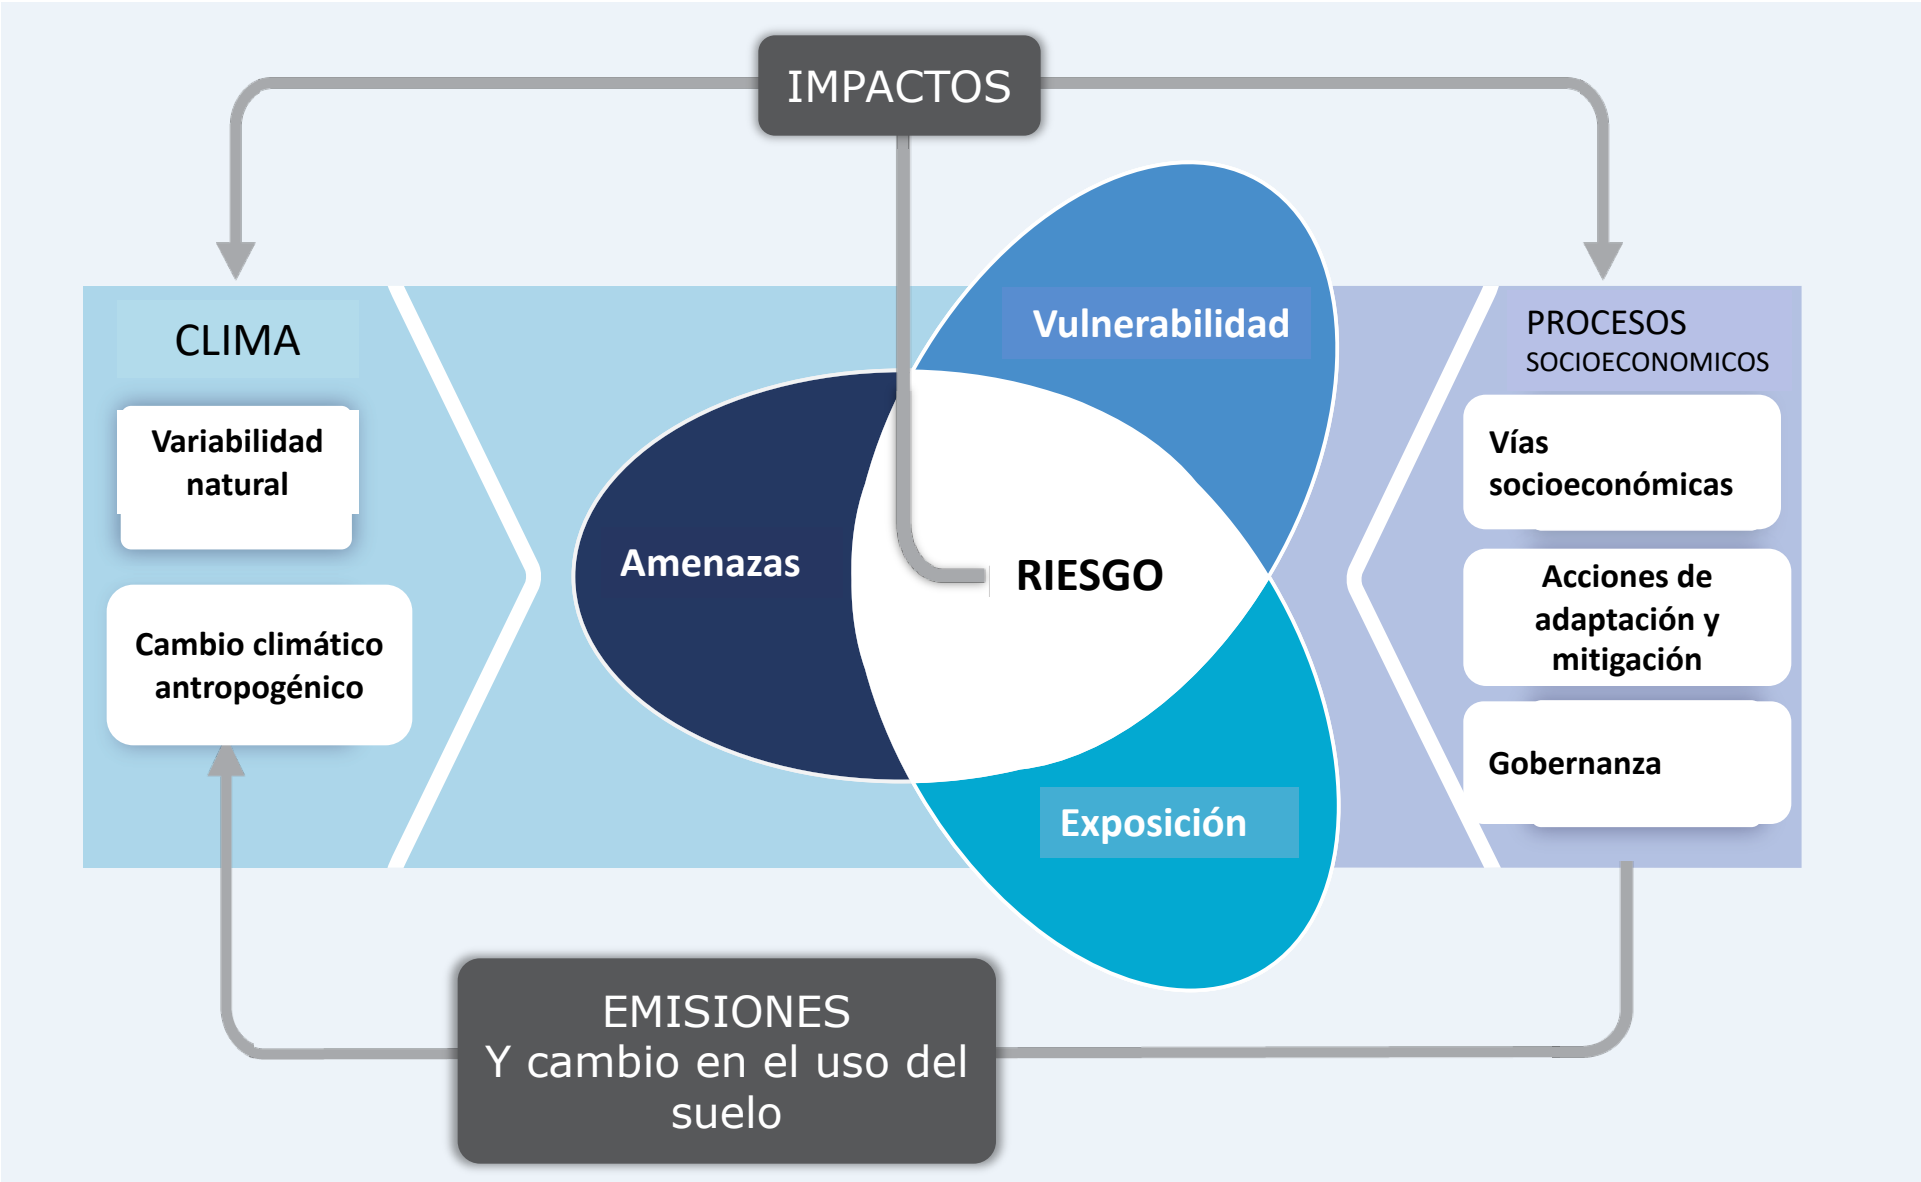 IMPACTOS
CLIMA
Variabilidad
natural
Cambio climático
antropogénico
Vulnerabilidad
Amenazas
RIESGO
Exposición
PROCESOS
SOCIOECONOMICOS
Vías
socioeconómicas
Acciones de
adaptación y
mitigación
Gobernanza
EMISIONES
Y cambio en el uso del
suelo